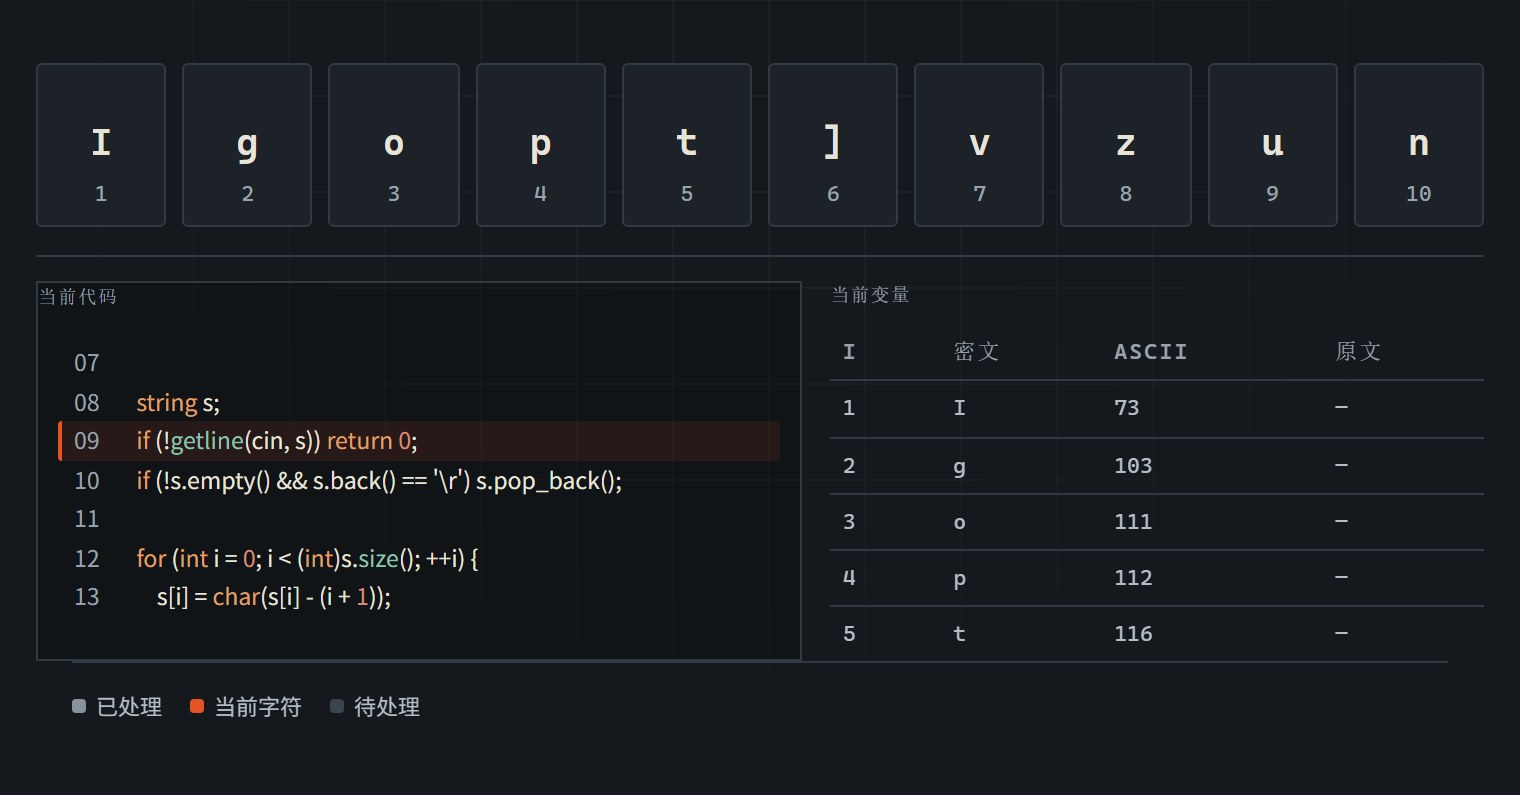 I g o p t ] v z u n
1 2 3 4 5 6 7 8 9 10
当前代码
07
08 string s;
09 if (!getline(cin, s)) return 0;
10 if (!s.empty() && s.back() == '\r') s.pop_back();
11
12 for (int i = 0; i < (int)s.size(); ++i) {
13 s[i] = char(s[i] - (i + 1));
当前变量
I 密文 ASCII 原文
1 I 73 —
2 g 103 —
3 o 111 —
4 p 112 —
5 t 116 —
已处理 当前字符 待处理